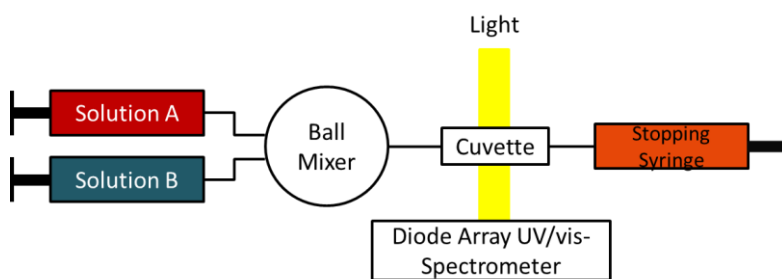 Light
Solution A
Solution B
Ball
Mixer
Cuvette
Stopping
Syringe
Diode Array UV/vis-
Spectrometer